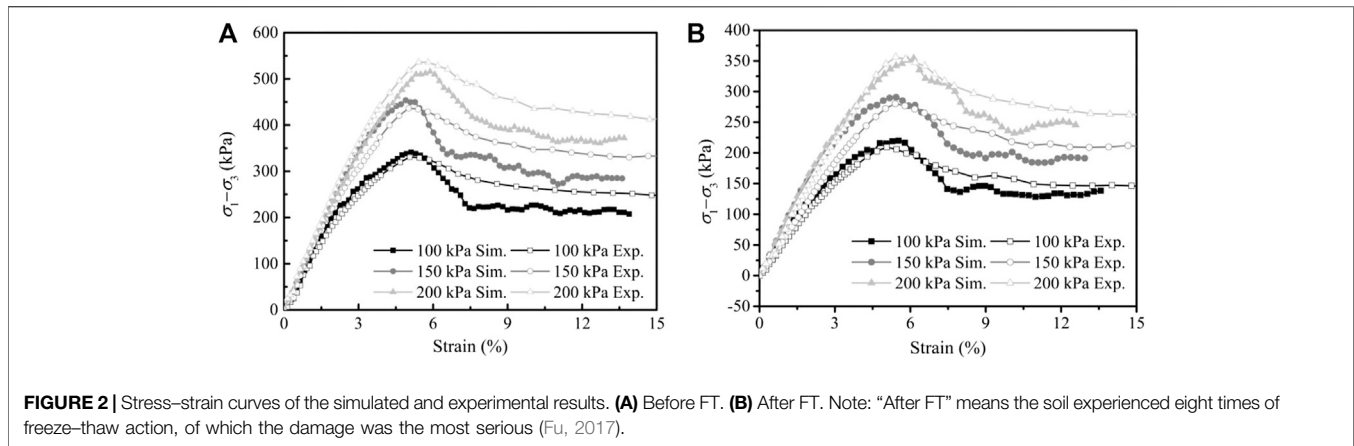 A
600
500
400
300
200
100
0
σ₁−σ₃ (kPa)
100 kPa Sim. 100 kPa Exp.
150 kPa Sim. 150 kPa Exp.
200 kPa Sim. 200 kPa Exp.
0 3 6 9 12 15
Strain (%)
B
400
350
300
250
200
150
100
50
0
-50
σ₁−σ₃ (kPa)
100 kPa Sim. 100 kPa Exp.
150 kPa Sim. 150 kPa Exp.
200 kPa Sim. 200 kPa Exp.
0 3 6 9 12 15
Strain (%)
FIGURE 2 | Stress–strain curves of the simulated and experimental results. (A) Before FT. (B) After FT. Note: “After FT” means the soil experienced eight times of
freeze–thaw action, of which the damage was the most serious (Fu, 2017).